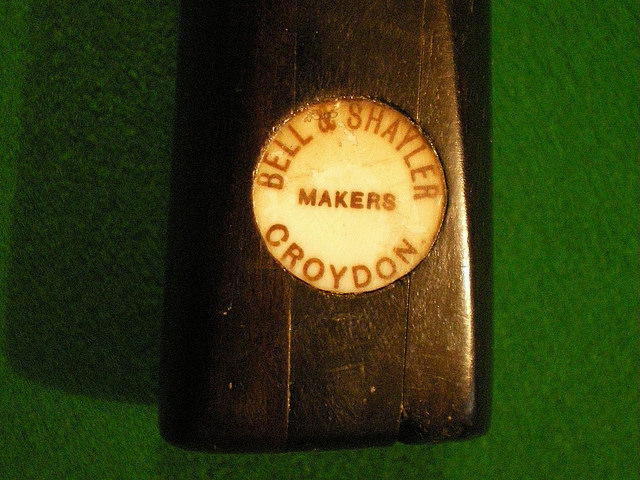 BELL & SHAYLER
MAKERS
CROYDON.